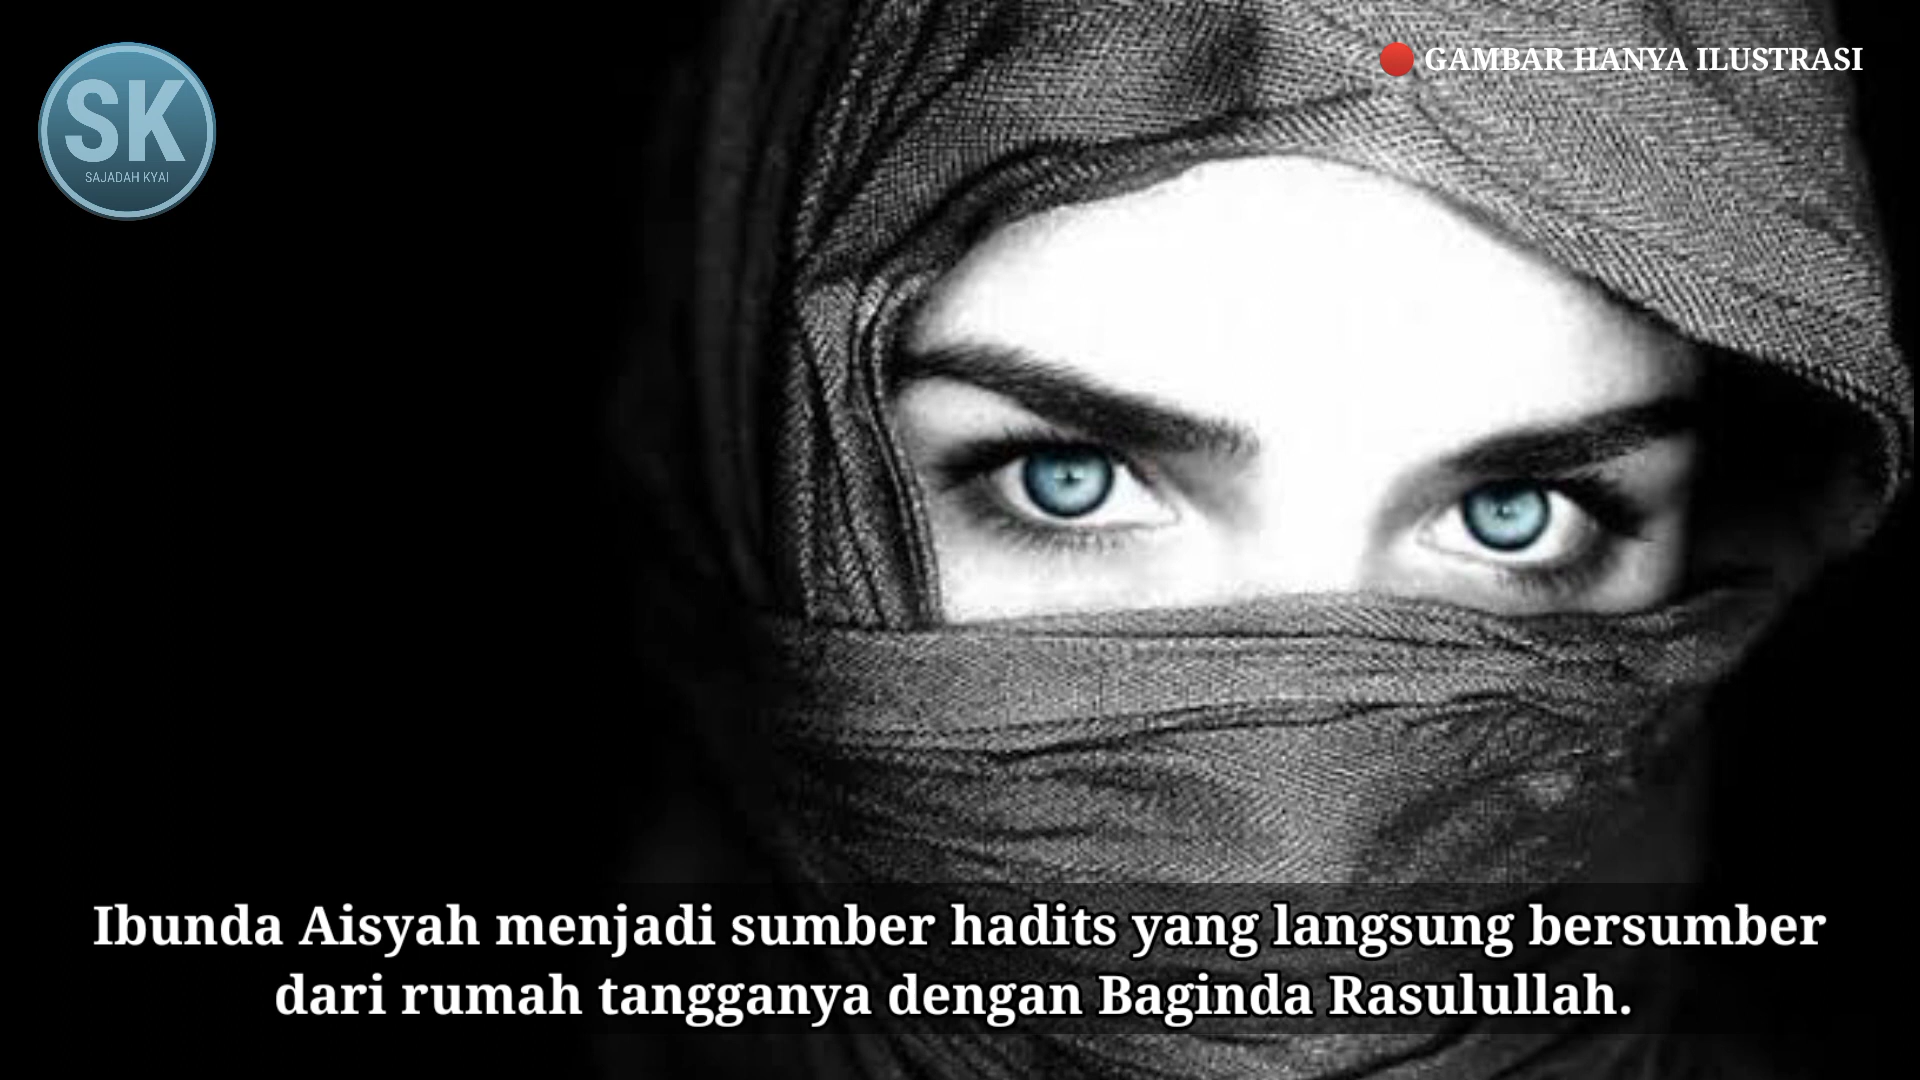 SK
SAJADAH KYAI
GAMBAR HANYA ILUSTRASI
Ibunda Aisyah menjadi sumber hadits yang langsung bersumber
dari rumah tangganya dengan Baginda Rasulullah.